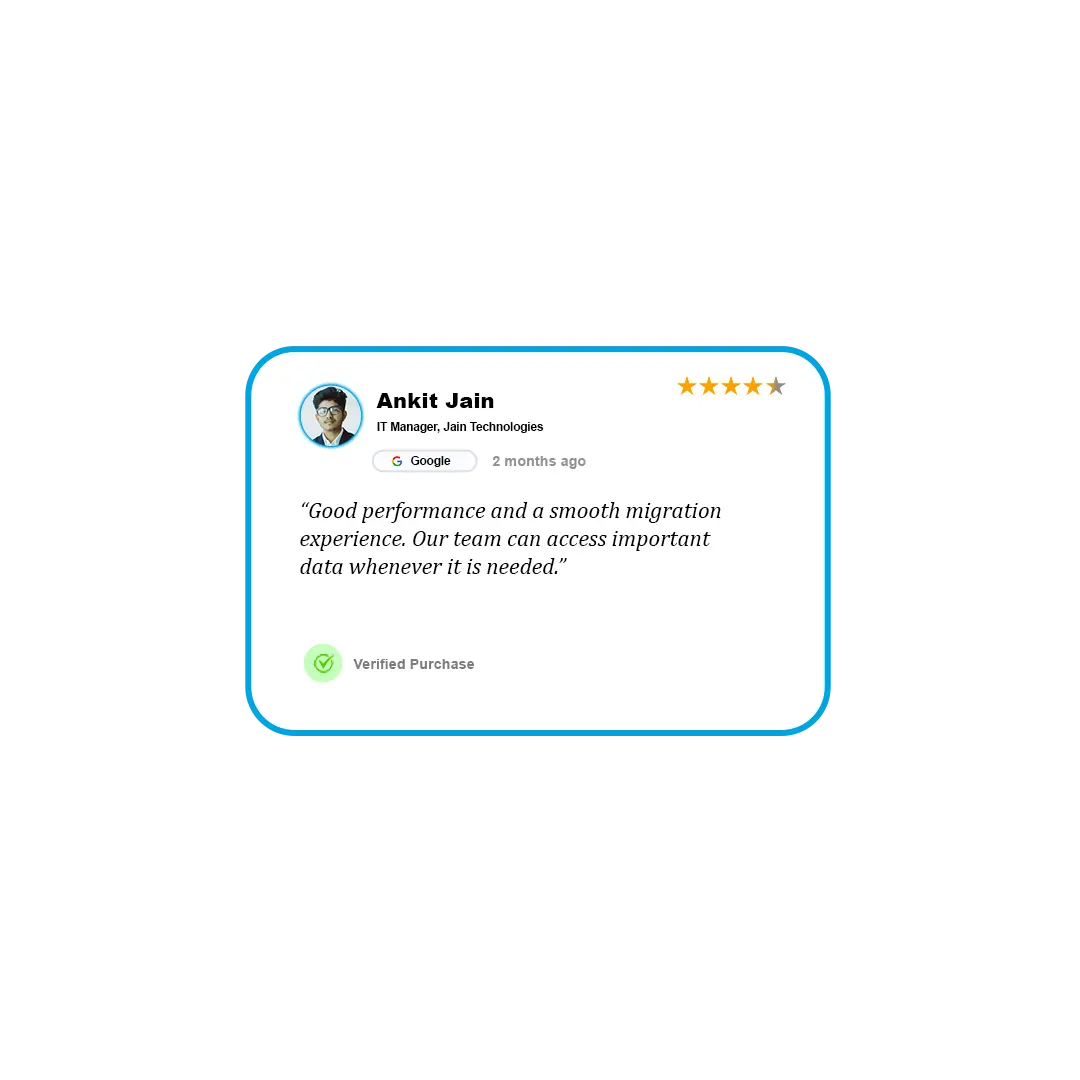 Ankit Jain
IT Manager, Jain Technologies
Google
2 months ago
“Good performance and a smooth migration
experience. Our team can access important
data whenever it is needed.”
Verified Purchase